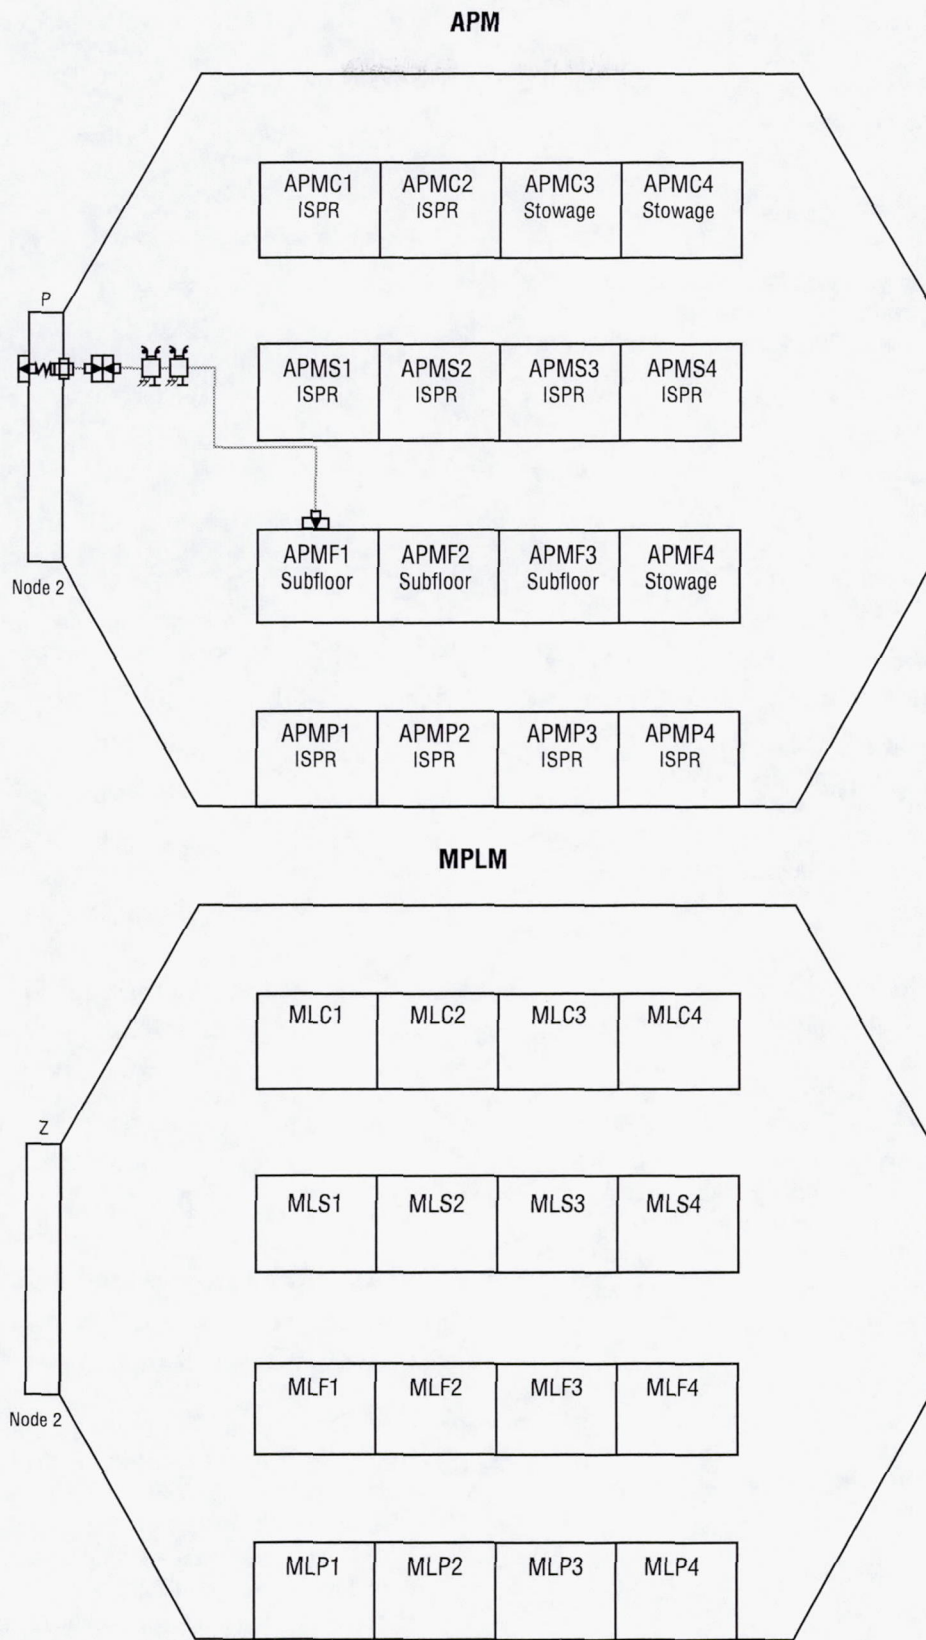 APM
APMC1 APMC2 APMC3 APMC4
ISPR ISPR Stowage Stowage
P
APMS1 APMS2 APMS3 APMS4
ISPR ISPR ISPR ISPR
APMF1 APMF2 APMF3 APMF4
Subfloor Subfloor Subfloor Stowage
Node 2
APMP1 APMP2 APMP3 APMP4
ISPR ISPR ISPR ISPR
MPLM
MLC1 MLC2 MLC3 MLC4
Z
MLS1 MLS2 MLS3 MLS4
MLF1 MLF2 MLF3 MLF4
Node 2
MLP1 MLP2 MLP3 MLP4